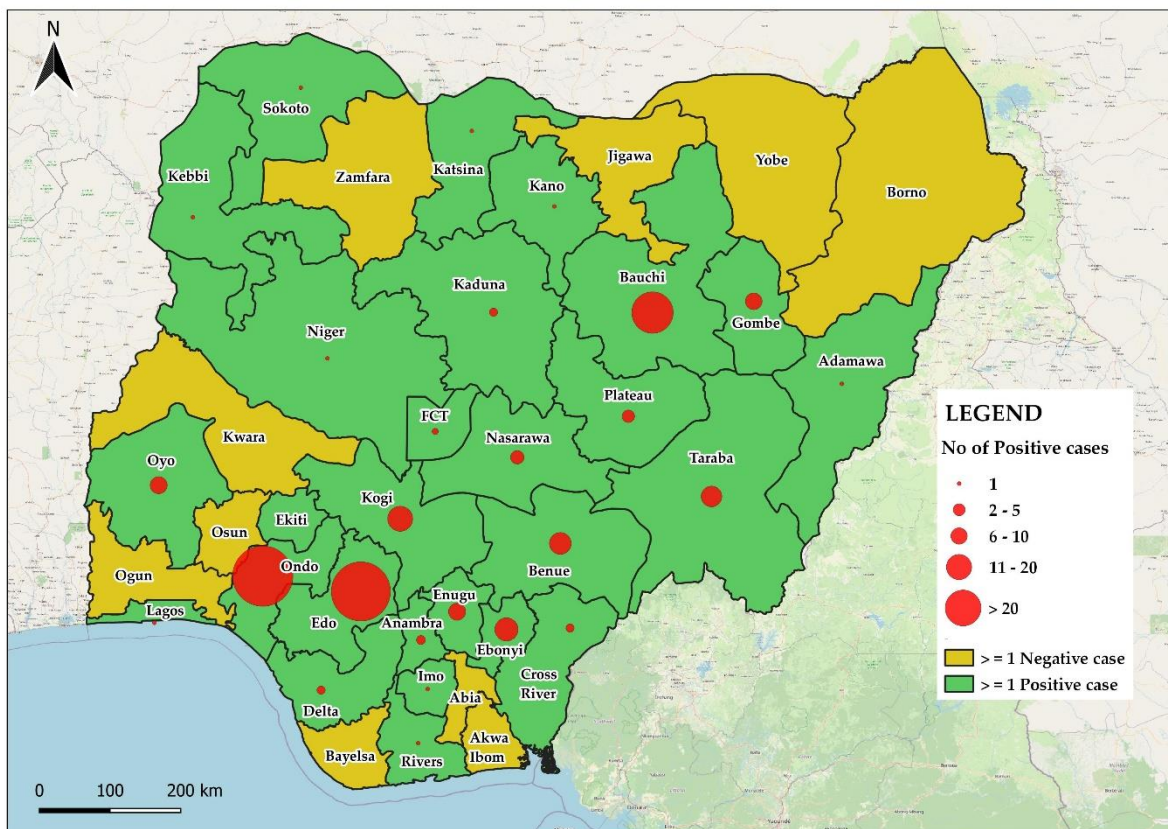 N
Sokoto
Kebbi
Zamfara
Katsina
Kano
Jigawa
Yobe
Borno
Kaduna
Bauchi
Gombe
Niger
Adamawa
FCT
Plateau
Nasarawa
Kwara
Taraba
Oyo
Kogi
Osun
Ekiti
Ondo
Ogun
Benue
Lagos
Edo
Enugu
Anambra
Ebonyi
Imo
Cross
River
Abia
Delta
Akwa
Ibom
Bayelsa
Rivers
LEGEND
No of Positive cases
1
2 - 5
6 - 10
11 - 20
> 20
> = 1 Negative case
> = 1 Positive case
0 100 200 km